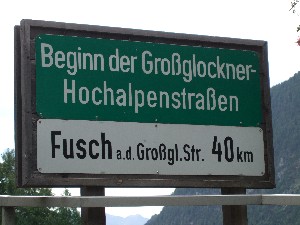 Beginn der Großglockner-
Hochalpenstraßen
Fusch a.d. Großgl. Str. 40 km